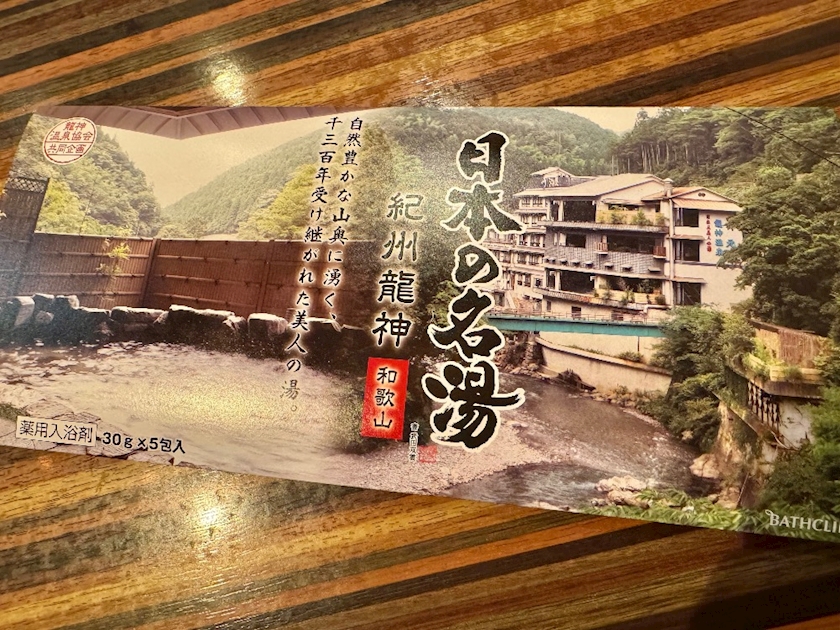 日本の名湯
紀州龍神
和歌山
自然豊かな山奥に湧く、
千三百年受け継がれた美人の湯。
龍神
温泉協会
共同企画
薬用入浴剤 30g×5包入
BATHCLI